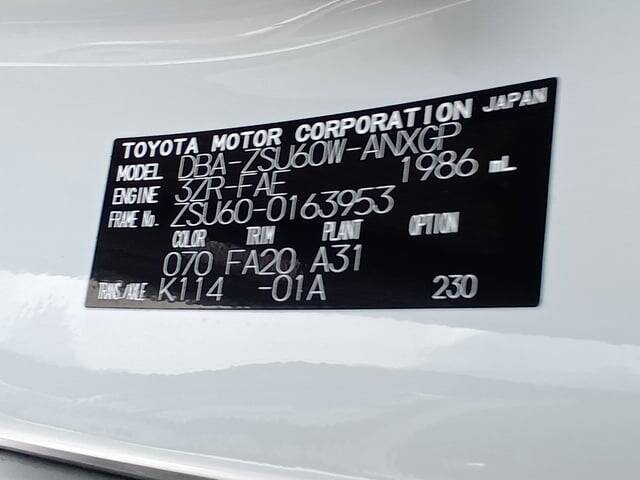 TOYOTA MOTOR CORPORATION JAPAN
MODEL DBA-ZSU60W-ANXGP
ENGINE 3ZR-FAE 1986 mL
FRAME No. ZSU60-0163953
COLOR TRIM PLANT OPTION
070 FA20 A31
TRANS/AXLE K114 -01A 230